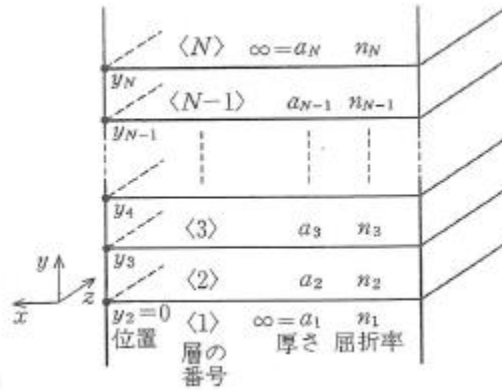 ⟨N⟩ ∞=a_N n_N
y_N
⟨N−1⟩ a_{N−1} n_{N−1}
y_{N−1}
y_4
⟨3⟩ a_3 n_3
y_3
⟨2⟩ a_2 n_2
y
z
x
y_2=0 ⟨1⟩ ∞=a_1 n_1
位置 層の 厚さ 屈折率
番号